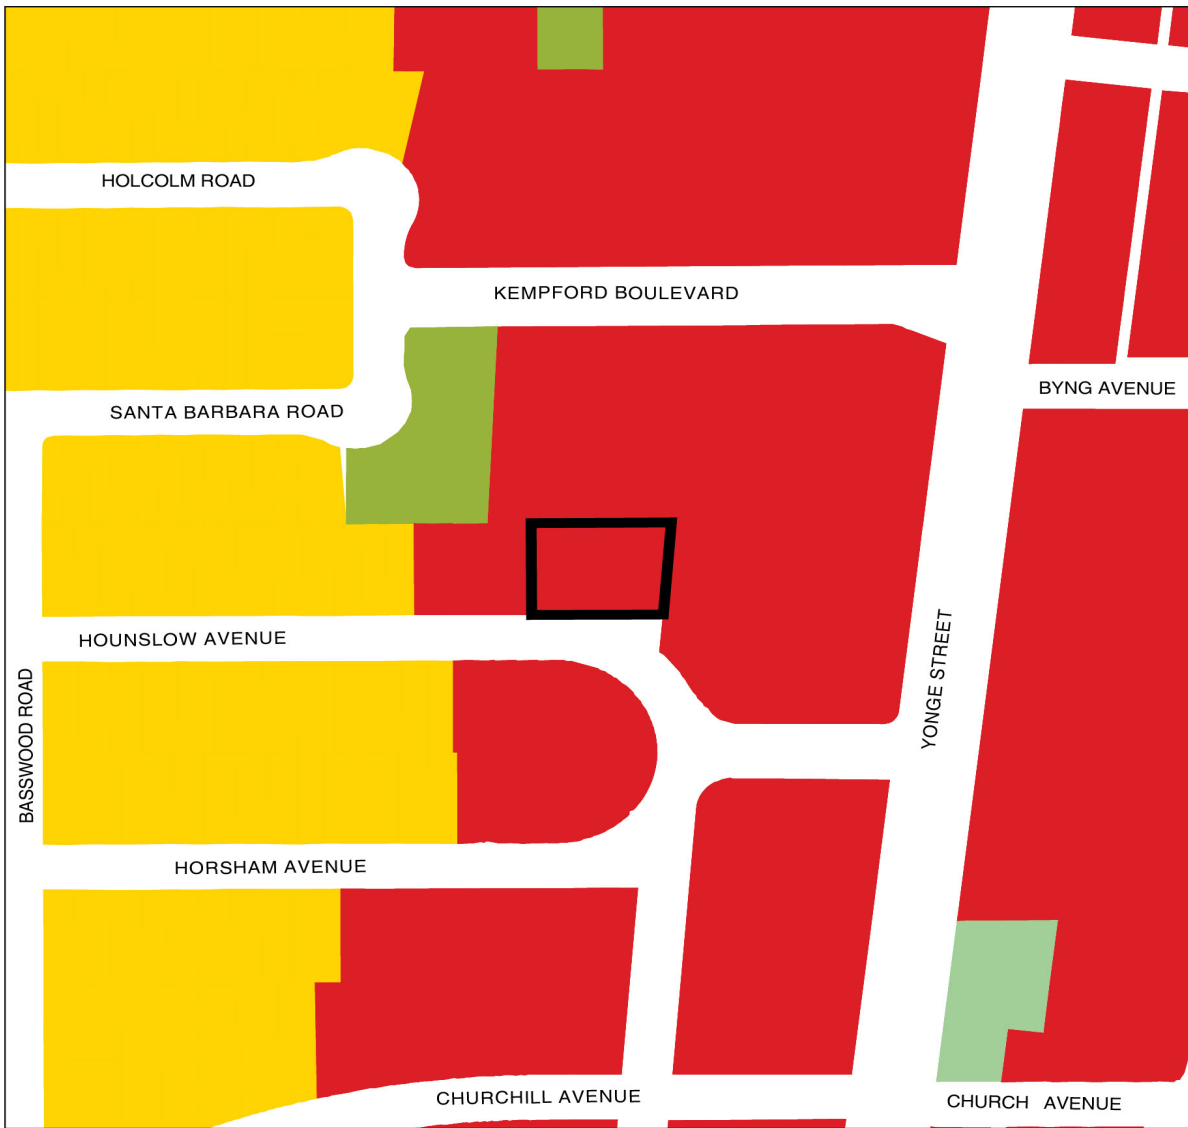 HOLCOLM ROAD
KEMPFORD BOULEVARD
BYNG AVENUE
SANTA BARBARA ROAD
HOUNSLOW AVENUE
YONGE STREET
BASSWOOD ROAD
HORSHAM AVENUE
CHURCHILL AVENUE
CHURCH AVENUE